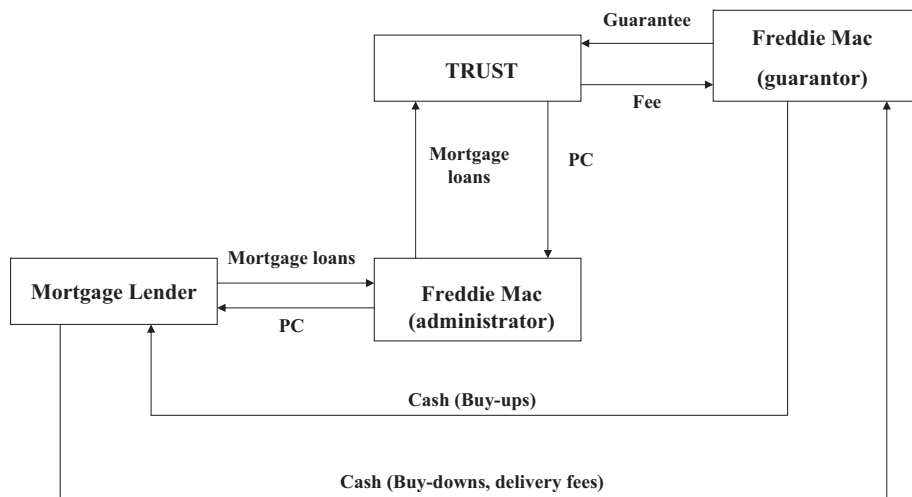 Guarantee
Freddie Mac
(guarantor)
TRUST
Fee
Mortgage
loans
PC
Mortgage loans
Mortgage Lender
Freddie Mac
(administrator)
PC
Cash (Buy-ups)
Cash (Buy-downs, delivery fees)